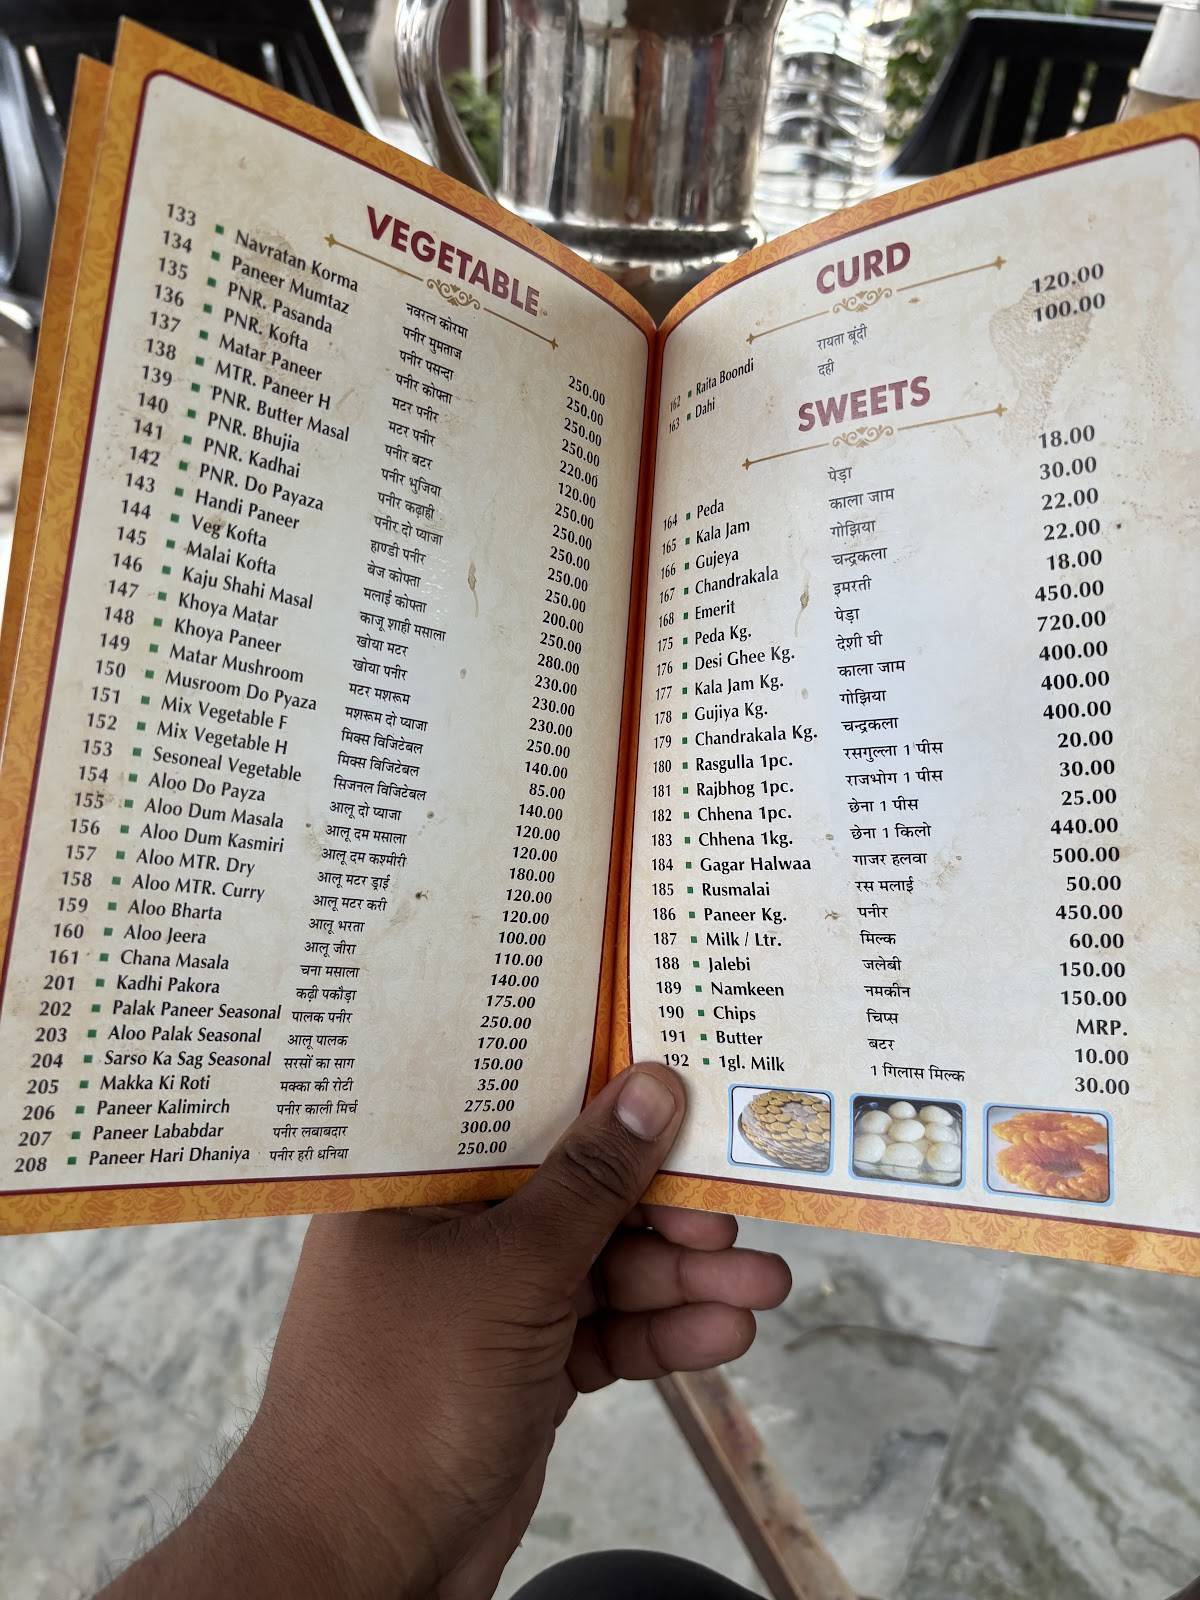 VEGETABLE
133 Navratan Korma नवरत्न कोरमा 250.00
134 Paneer Mumtaz पनीर मुमताज 250.00
135 PNR. Pasanda पनीर पसन्दा 250.00
136 PNR. Kofta पनीर कोफ्ता 250.00
137 Matar Paneer मटर पनीर 220.00
138 MTR. Paneer H मटर पनीर 120.00
139 PNR. Butter Masal पनीर बटर 250.00
140 PNR. Bhujia पनीर भुजिया 250.00
141 PNR. Kadhai पनीर कढ़ाही 250.00
142 PNR. Do Payaza पनीर दो प्याजा 250.00
143 Handi Paneer हाण्डी पनीर 250.00
144 Veg Kofta बेज कोफ्ता 200.00
145 Malai Kofta मलाई कोफ्ता 250.00
146 Kaju Shahi Masal काजू शाही मसाला 280.00
147 Khoya Matar खोया मटर 230.00
148 Khoya Paneer खोया पनीर 230.00
149 Matar Mushroom मटर मशरूम 230.00
150 Musroom Do Pyaza मशरूम दो प्याजा 250.00
151 Mix Vegetable F मिक्स विजिटेबल 140.00
152 Mix Vegetable H मिक्स विजिटेबल 85.00
153 Sesoneal Vegetable सिजनल विजिटेबल 140.00
154 Aloo Do Payza आलू दो प्याजा 120.00
155 Aloo Dum Masala आलू दम मसाला 120.00
156 Aloo Dum Kasmiri आलू दम कश्मीरी 180.00
157 Aloo MTR. Dry आलू मटर ड्राई 120.00
158 Aloo MTR. Curry आलू मटर करी 120.00
159 Aloo Bharta आलू भरता 100.00
160 Aloo Jeera आलू जीरा 110.00
161 Chana Masala चना मसाला 140.00
201 Kadhi Pakora कढ़ी पकौड़ा 175.00
202 Palak Paneer Seasonal पालक पनीर 250.00
203 Aloo Palak Seasonal आलू पालक 170.00
204 Sarso Ka Sag Seasonal सरसों का साग 150.00
205 Makka Ki Roti मक्का की रोटी 35.00
206 Paneer Kalimirch पनीर काली मिर्च 275.00
207 Paneer Lababdar पनीर लबाबदार 300.00
208 Paneer Hari Dhaniya पनीर हरी धनिया 250.00
CURD
162 Raita Boondi रायता बूंदी 120.00
163 Dahi दही 100.00
SWEETS
164 Peda पेड़ा 18.00
165 Kala Jam काला जाम 30.00
166 Gujeya गोझिया 22.00
167 Chandrakala चन्द्रकला 22.00
168 Emerit इमरती 18.00
175 Peda Kg. पेड़ा 450.00
176 Desi Ghee Kg. देशी घी 720.00
177 Kala Jam Kg. काला जाम 400.00
178 Gujiya Kg. गोझिया 400.00
179 Chandrakala Kg. चन्द्रकला 400.00
180 Rasgulla 1pc. रसगुल्ला 1 पीस 20.00
181 Rajbhog 1pc. राजभोग 1 पीस 30.00
182 Chhena 1pc. छेना 1 पीस 25.00
183 Chhena 1kg. छेना 1 किलो 440.00
184 Gagar Halwaa गाजर हलवा 500.00
185 Rusmalai रस मलाई 50.00
186 Paneer Kg. पनीर 450.00
187 Milk / Ltr. मिल्क 60.00
188 Jalebi जलेबी 150.00
189 Namkeen नमकीन 150.00
190 Chips चिप्स MRP.
191 Butter बटर 10.00
192 1gl. Milk 1 गिलास मिल्क 30.00